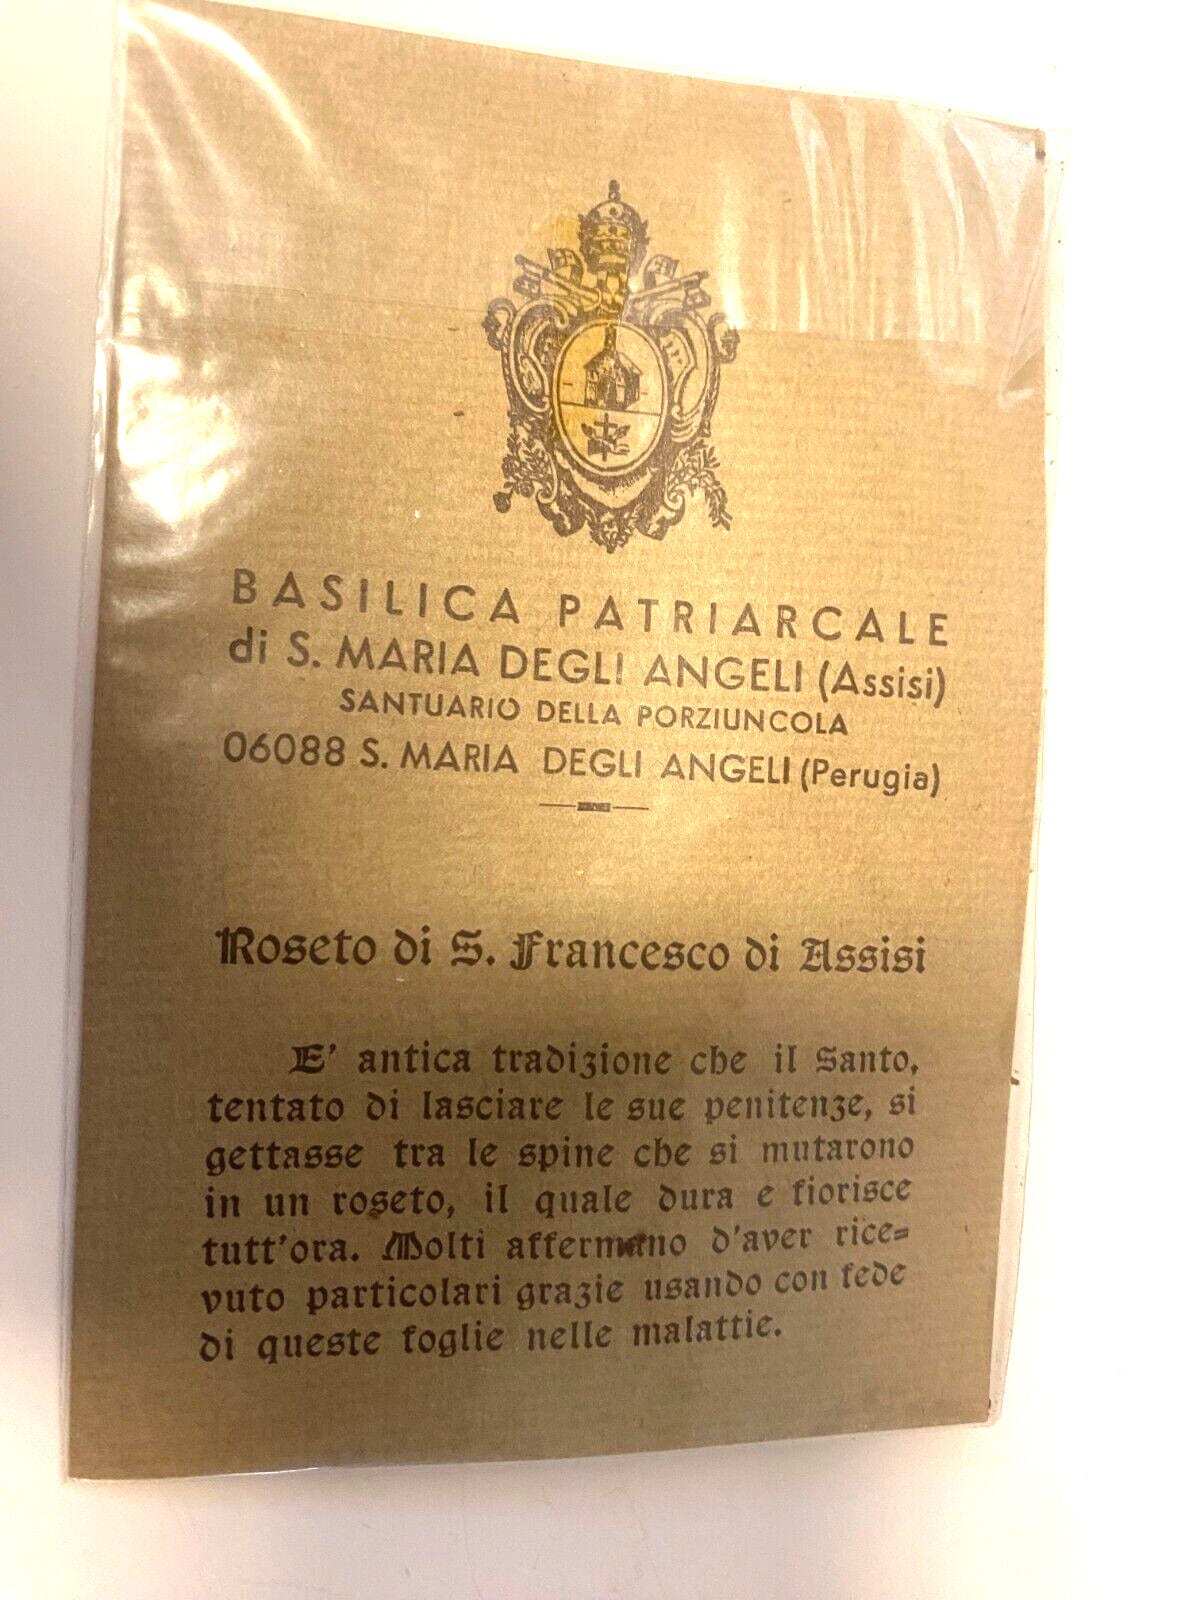 BASILICA PATRIARCALE
di S. MARIA DEGLI ANGELI (Assisi)
SANTUARIO DELLA PORZIUNCOLA
06088 S. MARIA DEGLI ANGELI (Perugia)
Roseto di S. Francesco di Assisi
E' antica tradizione che il Santo,
tentato di lasciare le sue penitenze, si
gettasse tra le spine che si mutarono
in un roseto, il quale dura e fiorisce
tutt'ora. Molti affermano d'aver rice=
vuto particolari grazie usando con fede
di queste foglie nelle malattie.